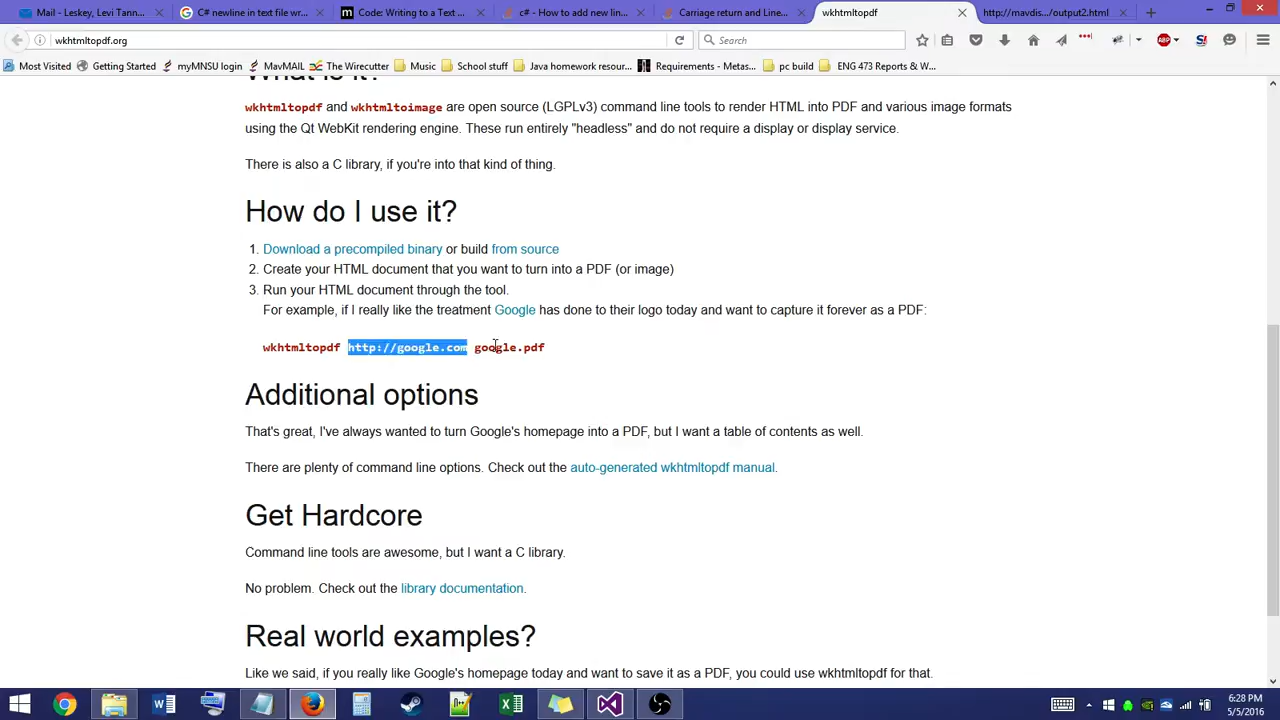 Mail - Leskey, Levi Tann...
C# newline in text file wr...
Code: Writing to a Text ...
c# - How to add new lin...
Carriage return and Line...
wkhtmltopdf
http://mavdis.../output2.html
wkhtmltopdf.org
Search
Most Visited
Getting Started
myMNSU login
MavMAIL
The Wirecutter
Music
School stuff
Java homework resour...
Requirements - Metas...
pc build
ENG 473 Reports & W...
What is it?
wkhtmltopdf and wkhtmltoimage are open source (LGPLv3) command line tools to render HTML into PDF and various image formats
using the Qt WebKit rendering engine. These run entirely "headless" and do not require a display or display service.
There is also a C library, if you're into that kind of thing.
How do I use it?
1. Download a precompiled binary or build from source
2. Create your HTML document that you want to turn into a PDF (or image)
3. Run your HTML document through the tool.
For example, if I really like the treatment Google has done to their logo today and want to capture it forever as a PDF:
wkhtmltopdf http://google.com google.pdf
Additional options
That's great, I've always wanted to turn Google's homepage into a PDF, but I want a table of contents as well.
There are plenty of command line options. Check out the auto-generated wkhtmltopdf manual.
Get Hardcore
Command line tools are awesome, but I want a C library.
No problem. Check out the library documentation.
Real world examples?
Like we said, if you really like Google's homepage today and want to save it as a PDF, you could use wkhtmltopdf for that.
6:28 PM
5/5/2016